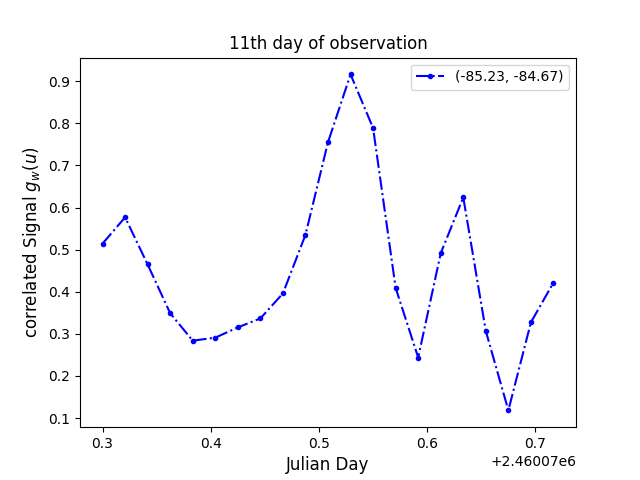 11th day of observation
(-85.23, -84.67)
correlated Signal g_w(u)
0.9
0.8
0.7
0.6
0.5
0.4
0.3
0.2
0.1
0.3 0.4 0.5 0.6 0.7
+2.46007e6
Julian Day